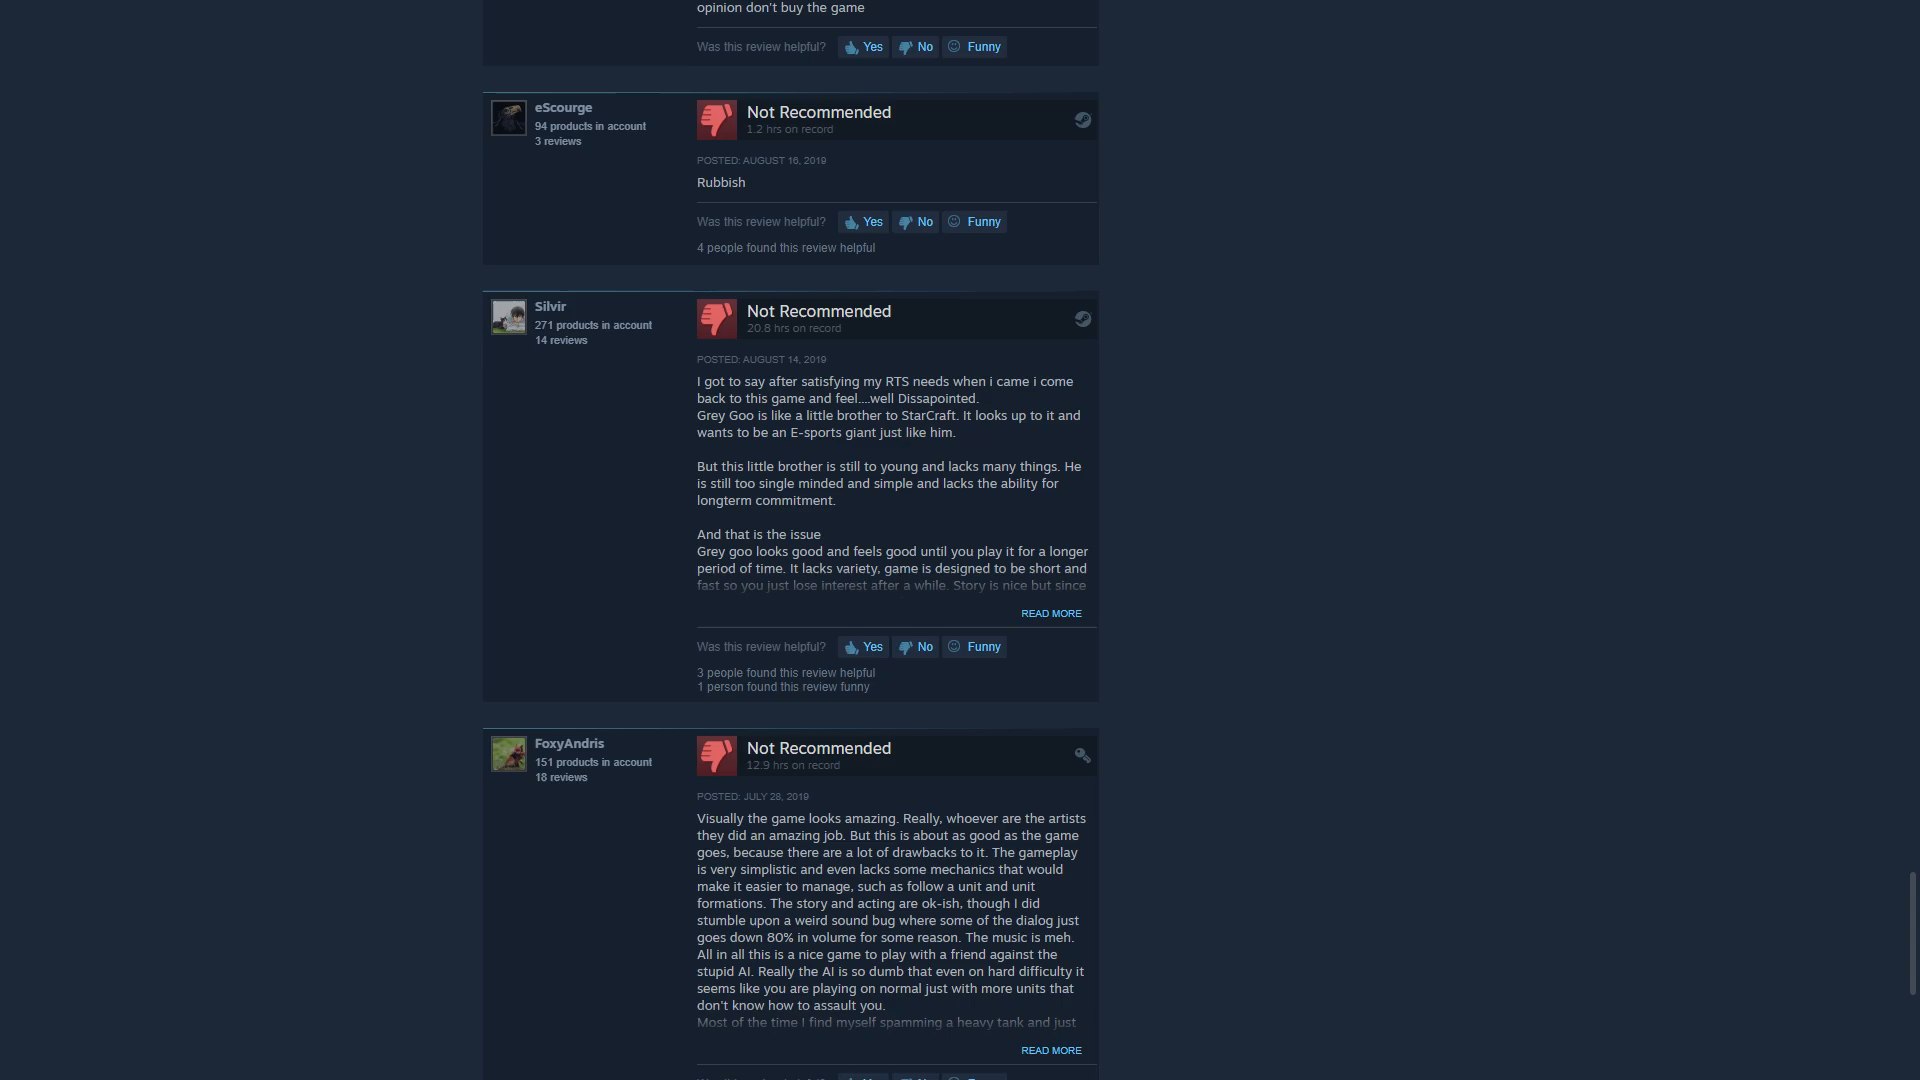 opinion don't buy the game
Was this review helpful? Yes No Funny
eScourge
94 products in account
3 reviews
Not Recommended
1.2 hrs on record
POSTED: AUGUST 16, 2019
Rubbish
Was this review helpful? Yes No Funny
4 people found this review helpful
Silvir
271 products in account
14 reviews
Not Recommended
20.8 hrs on record
POSTED: AUGUST 14, 2019
I got to say after satisfying my RTS needs when i came i come
back to this game and feel....well Dissapointed.
Grey Goo is like a little brother to StarCraft. It looks up to it and
wants to be an E-sports giant just like him.
But this little brother is still to young and lacks many things. He
is still too single minded and simple and lacks the ability for
longterm commitment.
And that is the issue
Grey goo looks good and feels good until you play it for a longer
period of time. It lacks variety, game is designed to be short and
fast so you just lose interest after a while. Story is nice but since
READ MORE
Was this review helpful? Yes No Funny
3 people found this review helpful
1 person found this review funny
FoxyAndris
151 products in account
18 reviews
Not Recommended
12.9 hrs on record
POSTED: JULY 28, 2019
Visually the game looks amazing. Really, whoever are the artists
they did an amazing job. But this is about as good as the game
goes, because there are a lot of drawbacks to it. The gameplay
is very simplistic and even lacks some mechanics that would
make it easier to manage, such as follow a unit and unit
formations. The story and acting are ok-ish, though I did
stumble upon a weird sound bug where some of the dialog just
goes down 80% in volume for some reason. The music is meh.
All in all this is a nice game to play with a friend against the
stupid AI. Really the AI is so dumb that even on hard difficulty it
seems like you are playing on normal just with more units that
don't know how to assault you.
Most of the time I find myself spamming a heavy tank and just
READ MORE